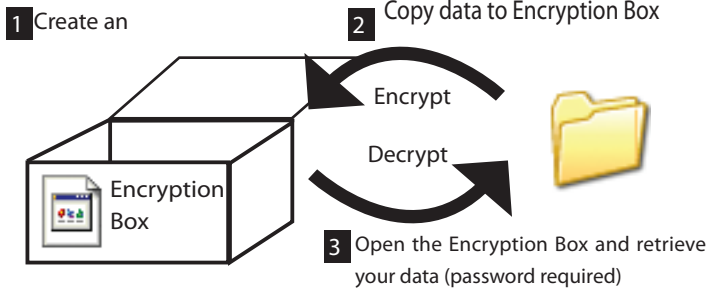 1 Create an
2 Copy data to Encryption Box
Encrypt
Decrypt
Encryption
Box
3 Open the Encryption Box and retrieve
your data (password required)